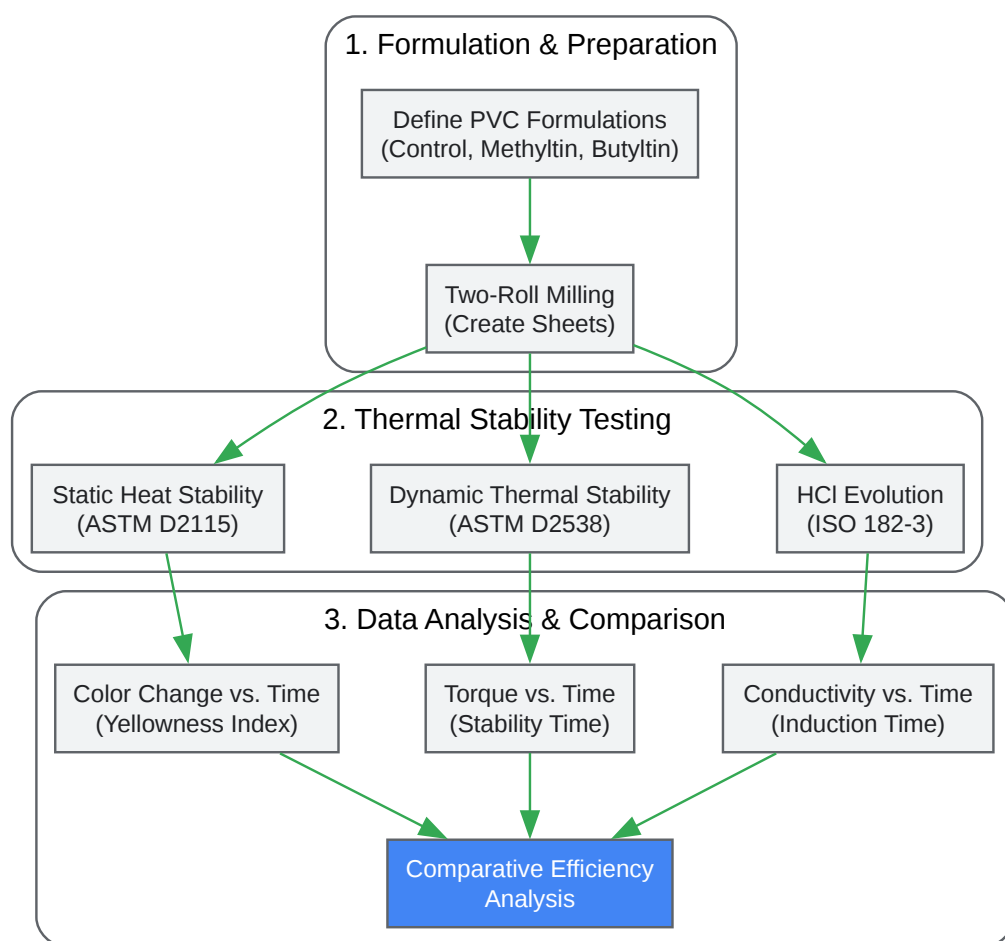 1. Formulation & Preparation
Define PVC Formulations
(Control, Methyltin, Butyltin)
Two-Roll Milling
(Create Sheets)
2. Thermal Stability Testing
Static Heat Stability
(ASTM D2115)
Dynamic Thermal Stability
(ASTM D2538)
HCl Evolution
(ISO 182-3)
3. Data Analysis & Comparison
Color Change vs. Time
(Yellowness Index)
Torque vs. Time
(Stability Time)
Conductivity vs. Time
(Induction Time)
Comparative Efficiency
Analysis